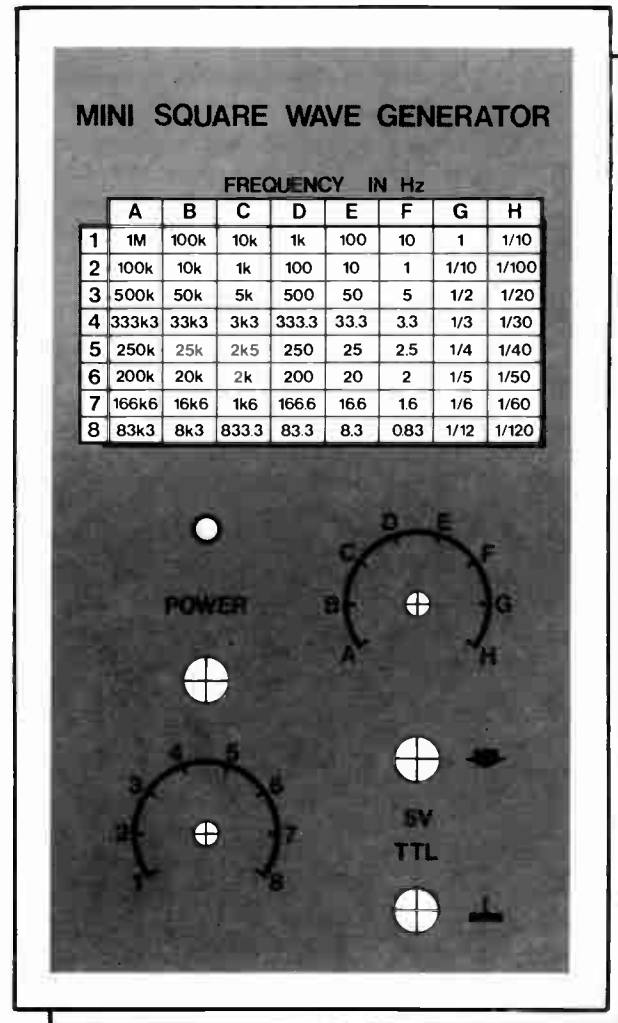 MINI SQUARE WAVE GENERATOR
FREQUENCY IN Hz
A B C D E F G H
1 1M 100k 10k 1k 100 10 1 1/10
2 100k 10k 1k 100 10 1 1/10 1/100
3 500k 50k 5k 500 50 5 1/2 1/20
4 333k3 33k3 3k3 333.3 33.3 3.3 1/3 1/30
5 250k 25k 2k5 250 25 2.5 1/4 1/40
6 200k 20k 2k 200 20 2 1/5 1/50
7 166k6 16k6 1k6 166.6 16.6 1.6 1/6 1/60
8 83k3 8k3 833.3 83.3 8.3 0.83 1/12 1/120
POWER
A B C D E F G H
1 2 3 4 5 6 7 8
5V
TTL